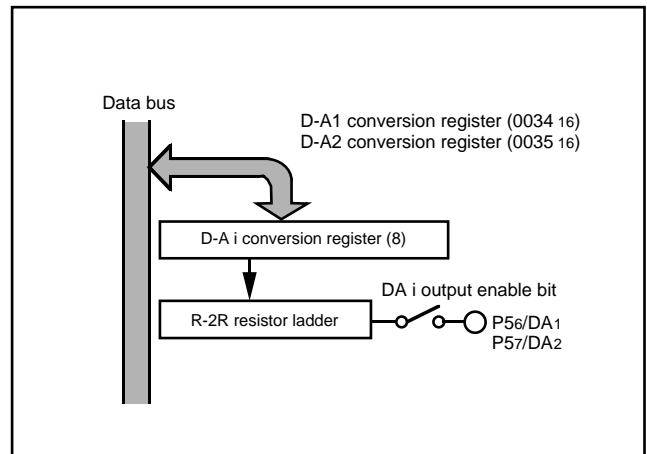 Data bus
D-A1 conversion register (0034 16)
D-A2 conversion register (0035 16)
D-A i conversion register (8)
DA i output enable bit
R-2R resistor ladder
P56/DA1
P57/DA2